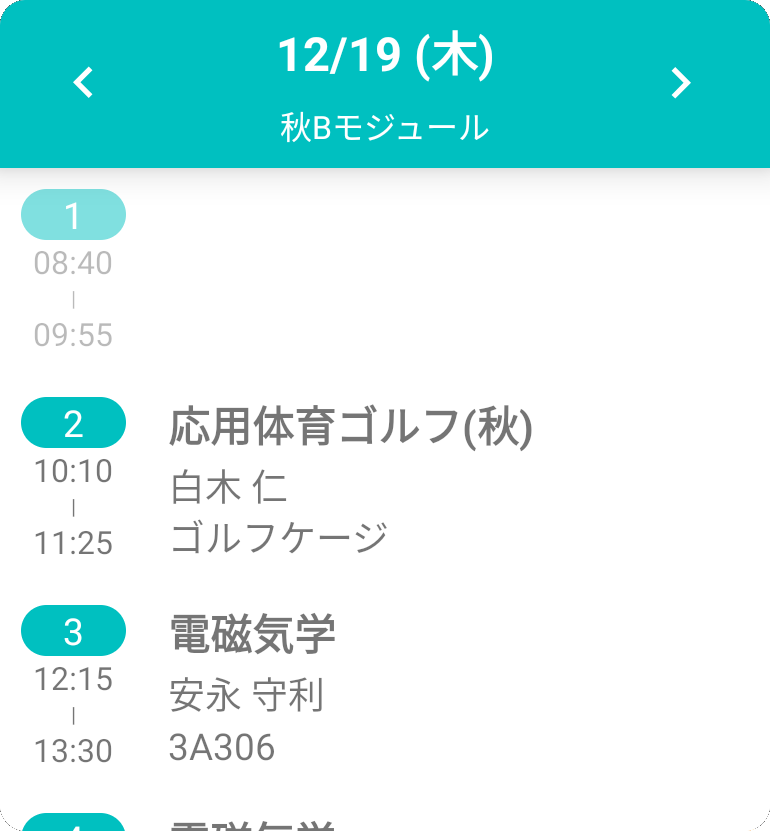 12/19 (木)
秋Bモジュール
1
08:40
09:55
2
応用体育ゴルフ(秋)
10:10
白木 仁
11:25
ゴルフケージ
3
電磁気学
12:15
安永 守利
13:30
3A306